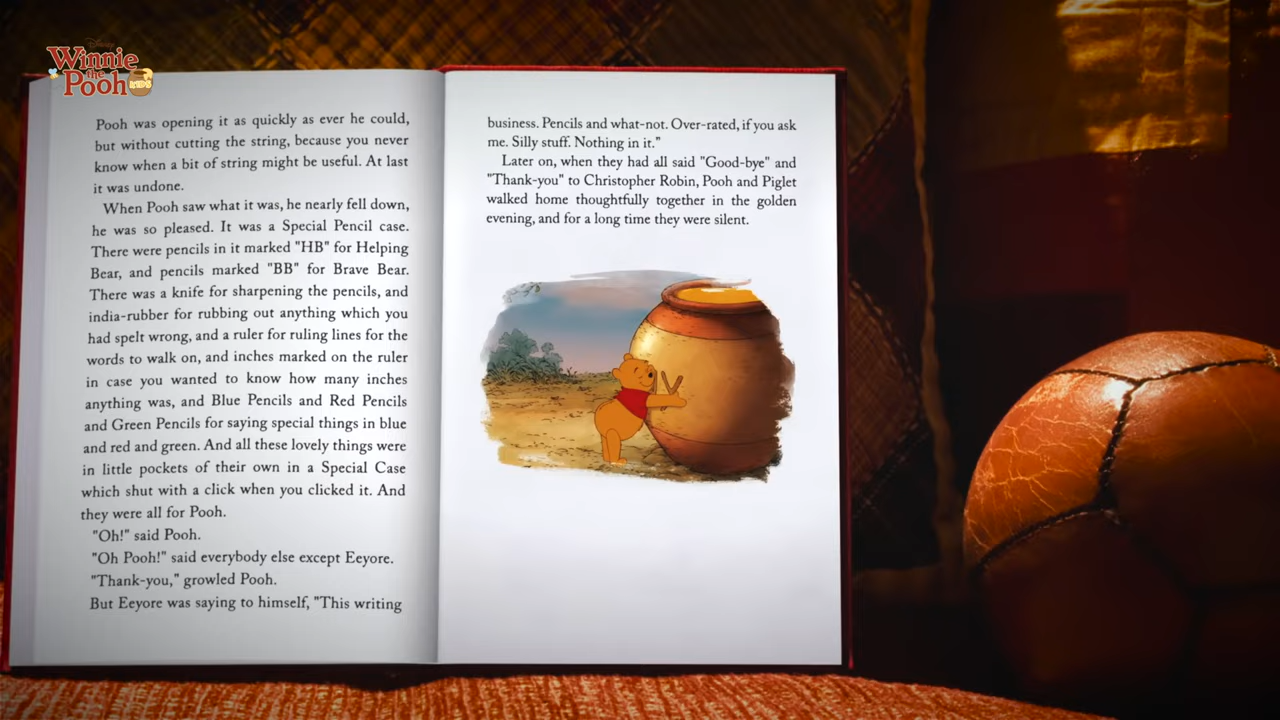 Disney
Winnie
the
Pooh
KIDS
Pooh was opening it as quickly as ever he could,
but without cutting the string, because you never
know when a bit of string might be useful. At last
it was undone.
When Pooh saw what it was, he nearly fell down,
he was so pleased. It was a Special Pencil case.
There were pencils in it marked "HB" for Helping
Bear, and pencils marked "BB" for Brave Bear.
There was a knife for sharpening the pencils, and
india-rubber for rubbing out anything which you
had spelt wrong, and a ruler for ruling lines for the
words to walk on, and inches marked on the ruler
in case you wanted to know how many inches
anything was, and Blue Pencils and Red Pencils
and Green Pencils for saying special things in blue
and red and green. And all these lovely things were
in little pockets of their own in a Special Case
which shut with a click when you clicked it. And
they were all for Pooh.
"Oh!" said Pooh.
"Oh Pooh!" said everybody else except Eeyore.
"Thank-you," growled Pooh.
But Eeyore was saying to himself, "This writing
business. Pencils and what-not. Over-rated, if you ask
me. Silly stuff. Nothing in it."
Later on, when they had all said "Good-bye" and
"Thank-you" to Christopher Robin, Pooh and Piglet
walked home thoughtfully together in the golden
evening, and for a long time they were silent.